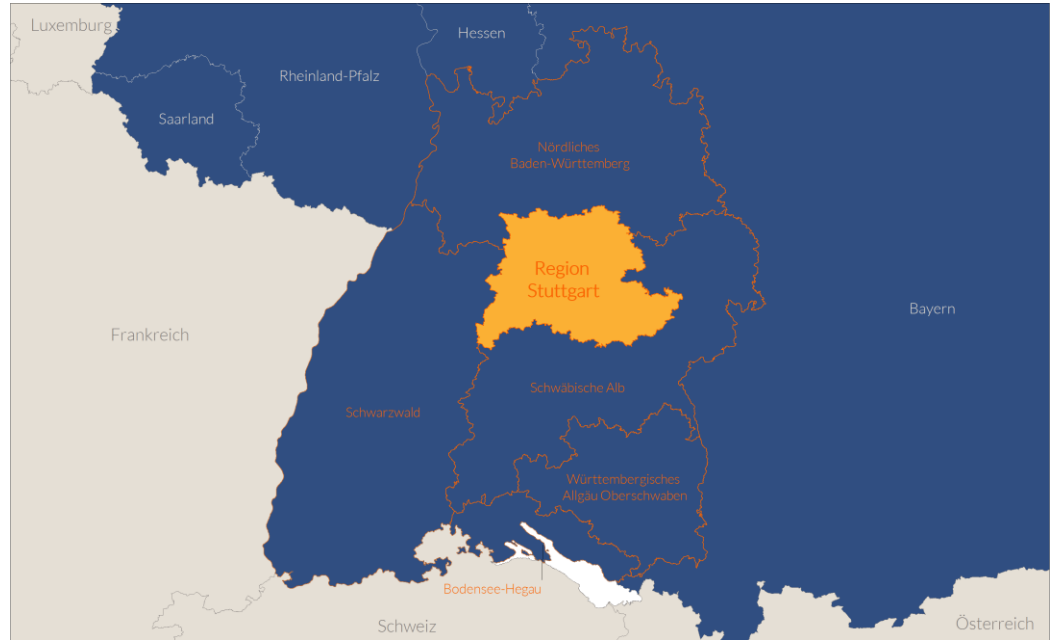 Luxemburg
Hessen
Rheinland-Pfalz
Saarland
Nördliches
Baden-Württemberg
Region
Stuttgart
Bayern
Frankreich
Schwäbische Alb
Schwarzwald
Württembergisches
Allgäu Oberschwaben
Bodensee-Hegau
Schweiz
Österreich